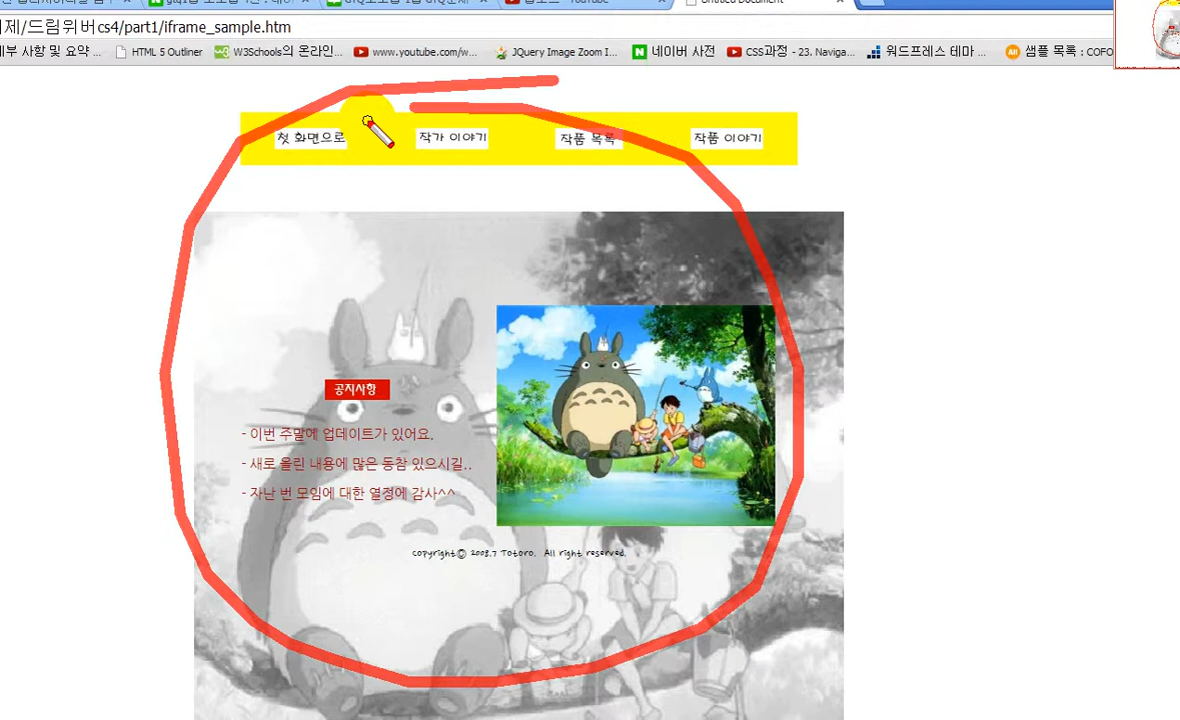 Untitled Document
제/드림위버cs4/part1/iframe_sample.htm
부 사항 및 요약 ... HTML 5 Outliner W3Schools의 온라인... www.youtube.com/w... JQuery Image Zoom I... 네이버 사전 CSS과정 - 23. Naviga... 워드프레스 테마 ... 샘플 목록 : COFO
첫 화면으로 작가 이야기 작품 목록 작품 이야기
공지사항
- 이번 주말에 업데이트가 있어요.
- 새로 올린 내용에 많은 동참 있으시길..
- 지난 번 모임에 대한 열정에 감사^^
copyright© 2008.7 Totoro. All right reserved.